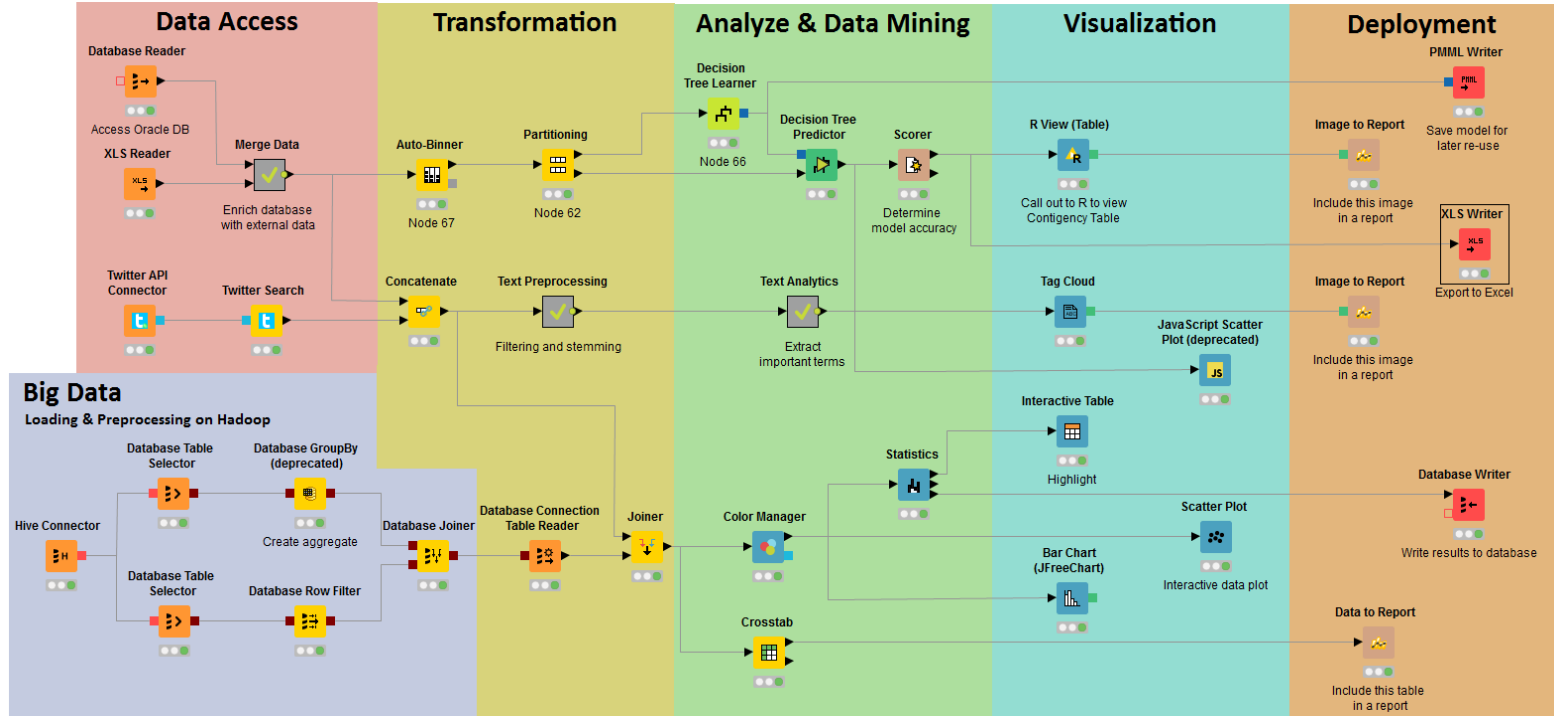 Data Access
Transformation
Analyze & Data Mining
Visualization
Deployment
Database Reader
Access Oracle DB
XLS Reader
XLS
Merge Data
Enrich database
with external data
Twitter API
Connector
Twitter Search
Big Data
Loading & Preprocessing on Hadoop
Database Table
Selector
Database GroupBy
(deprecated)
Create aggregate
Hive Connector
H
Database Table
Selector
Database Row Filter
Database Joiner
Auto-Binner
Node 67
Partitioning
Node 62
Concatenate
Text Preprocessing
Filtering and stemming
Database Connection
Table Reader
Joiner
Decision
Tree Learner
Node 66
Decision Tree
Predictor
Scorer
Determine
model accuracy
Text Analytics
Extract
important terms
Statistics
Color Manager
Crosstab
R View (Table)
R
Call out to R to view
Contigency Table
Tag Cloud
JavaScript Scatter
Plot (deprecated)
JS
Interactive Table
Highlight
Scatter Plot
Interactive data plot
Bar Chart
(JFreeChart)
PMML Writer
PMML
Save model for
later re-use
Image to Report
Include this image
in a report
XLS Writer
XLS
Export to Excel
Image to Report
Include this image
in a report
Database Writer
Write results to database
Data to Report
Include this table
in a report